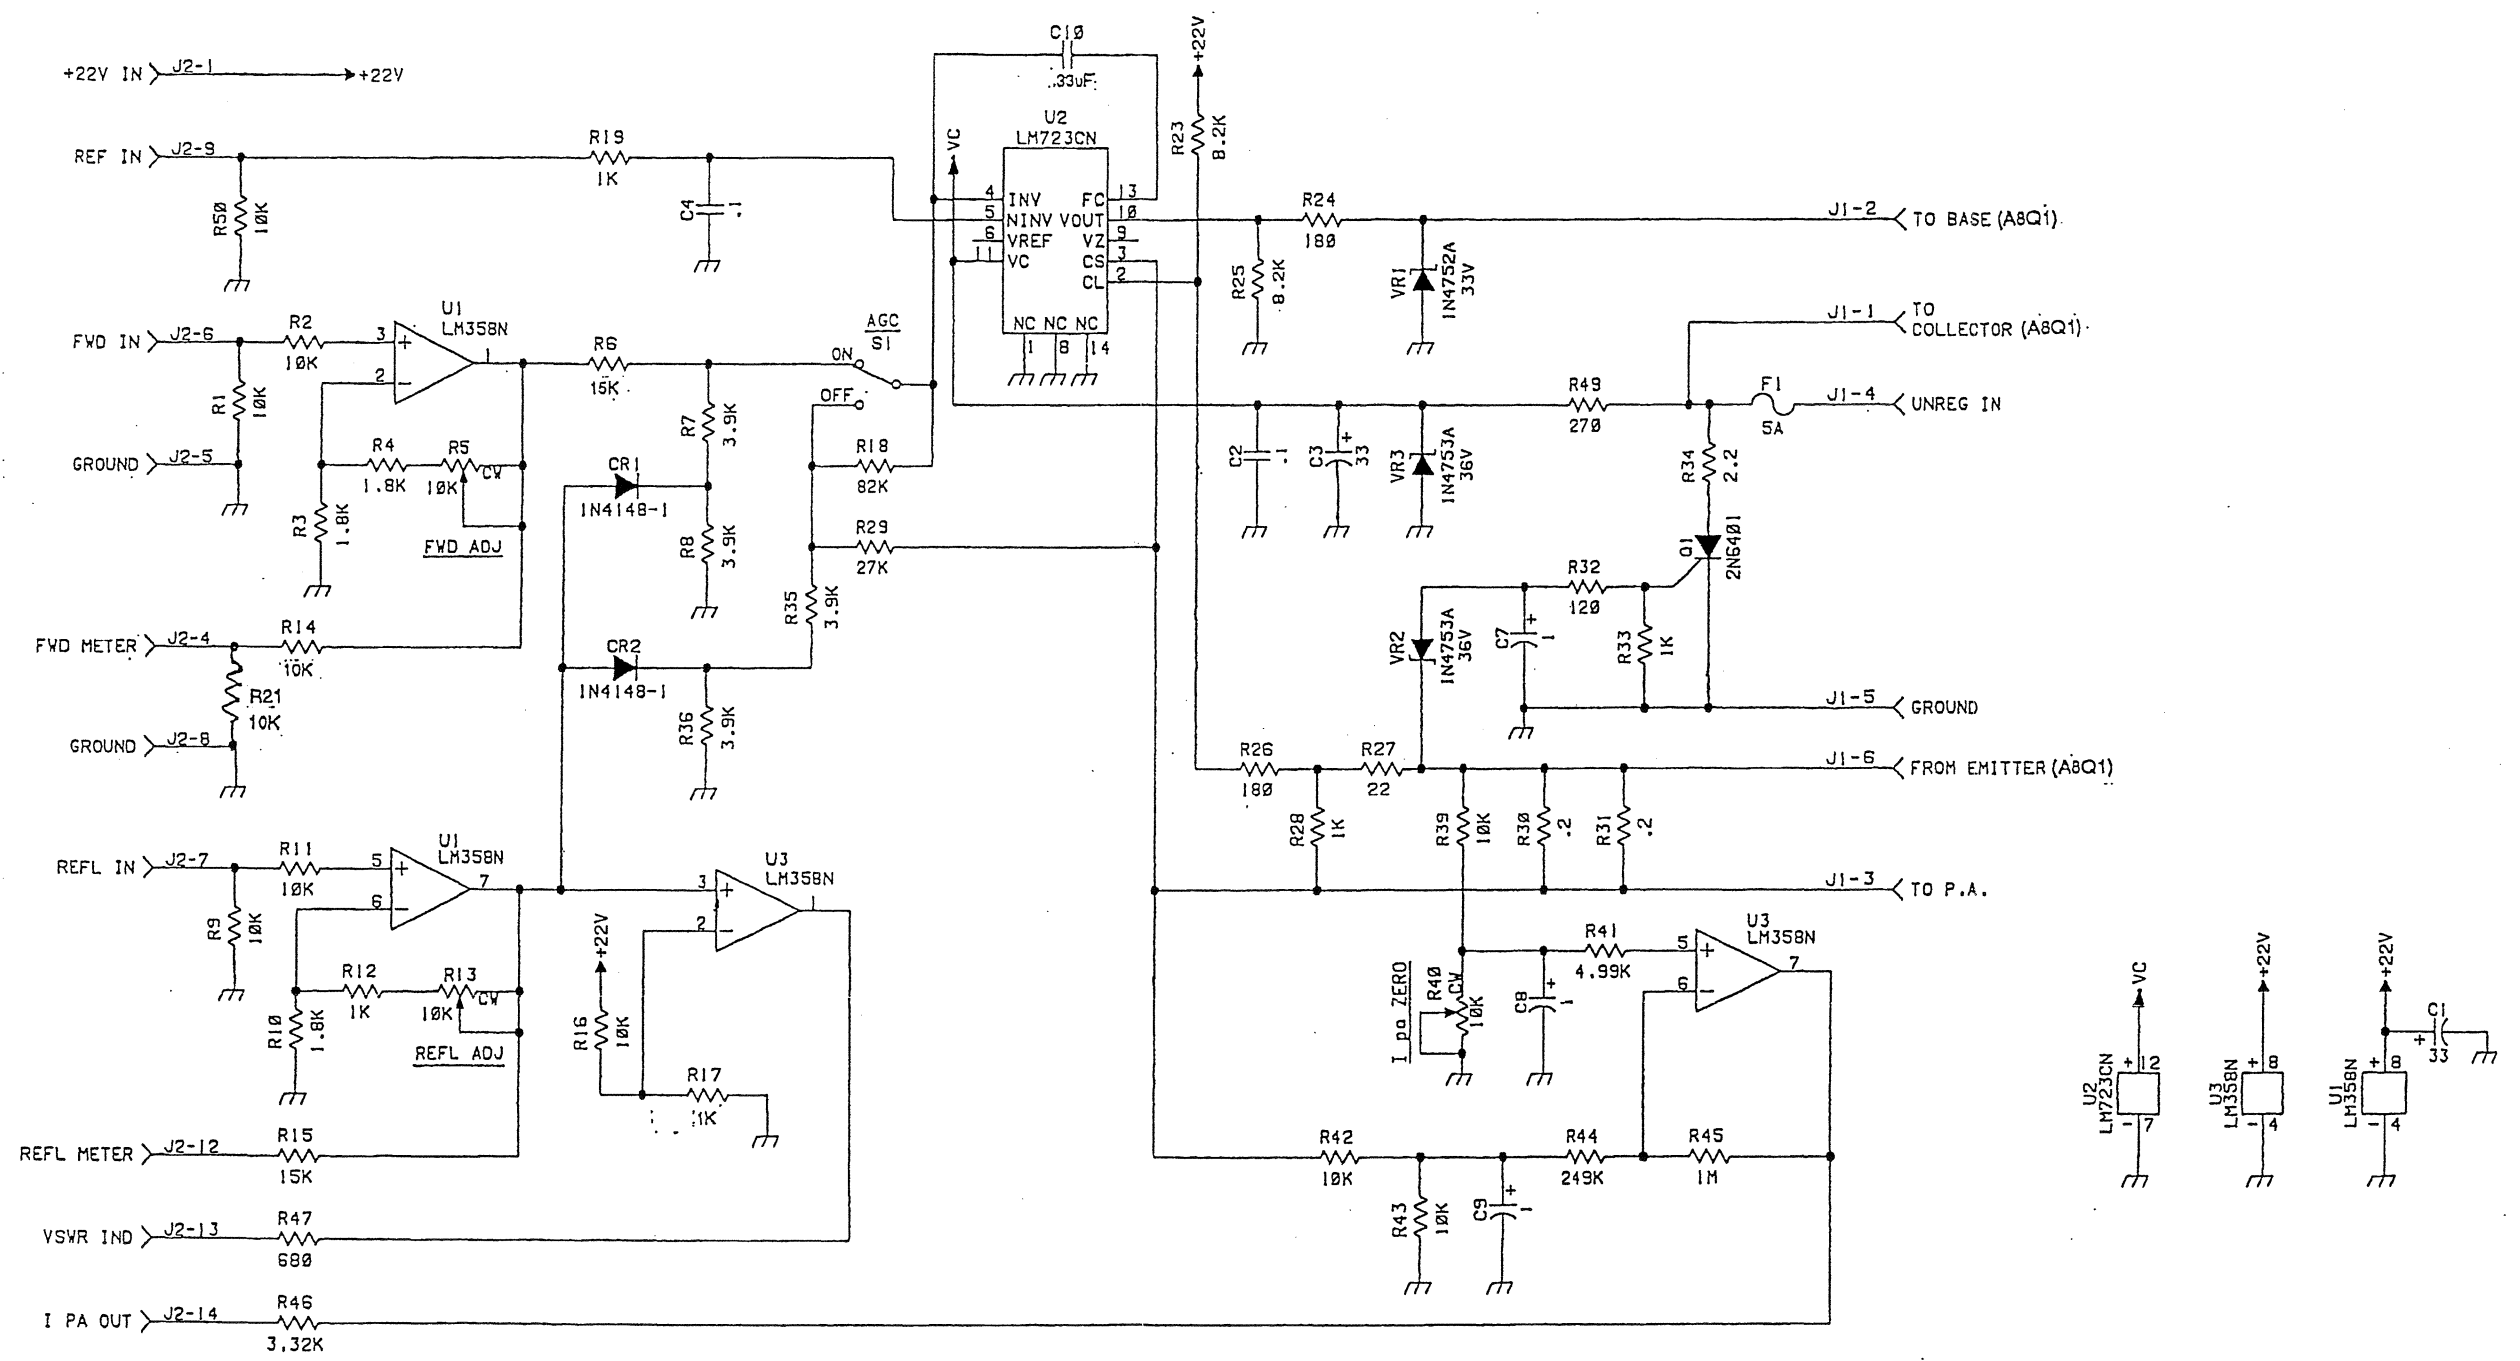 +22V IN J2-1 +22V
REF IN J2-9
R50
10K
R19
1K
C4
.1
C10
.33uF
U2
LM723CN
VC
4 INV
5 NINV
6 VREF
11 VC
FC 13
VOUT 10
VZ 9
CS 3
CL 2
NC NC NC
1 8 14
+22V
R23
8.2K
R24
180
R25
8.2K
VR1
1N4752A
33V
J1-2 TO BASE (A8Q1)
J1-1 TO
COLLECTOR (A8Q1)
J1-4 UNREG IN
F1
5A
R49
270
C2
.1
C3
+
33
VR3
1N4753A
36V
R34
2.2
Q1
2N6401
R32
120
R33
1K
C7
+
1
VR2
1N4753A
36V
J1-5 GROUND
J1-6 FROM EMITTER (A8Q1)
R26
180
R27
22
R28
1K
R39
10K
R30
.2
R31
.2
J1-3 TO P.A.
FWD IN J2-6
R2
10K
R1
10K
GROUND J2-5
U1
LM358N
3 +
2 -
1
R4
1.8K
R5
10K
CW
FWD ADJ
R3
1.8K
R6
15K
AGC
S1
ON
OFF
R7
3.9K
R8
3.9K
CR1
1N4148-1
R18
82K
R29
27K
R35
3.9K
CR2
1N4148-1
R36
3.9K
FWD METER J2-4
R14
10K
R21
10K
GROUND J2-8
REFL IN J2-7
R11
10K
R9
10K
U1
LM358N
5 +
6 -
7
R12
1K
R13
10K
CW
REFL ADJ
R10
1.8K
U3
LM358N
3 +
2 -
1
+22V
R16
10K
R17
1K
REFL METER J2-12
R15
15K
VSWR IND J2-13
R47
680
I PA OUT J2-14
R46
3.32K
I pa ZERO
R40
CW
10K
C8
+
1
R41
4.99K
U3
LM358N
5 +
6 -
7
R42
10K
R43
10K
C9
+
1
R44
249K
R45
1M
VC
U2
LM723CN
+ 12
- 7
+22V
U3
LM358N
+ 8
- 4
+22V
U1
LM358N
+ 8
- 4
C1
+
33